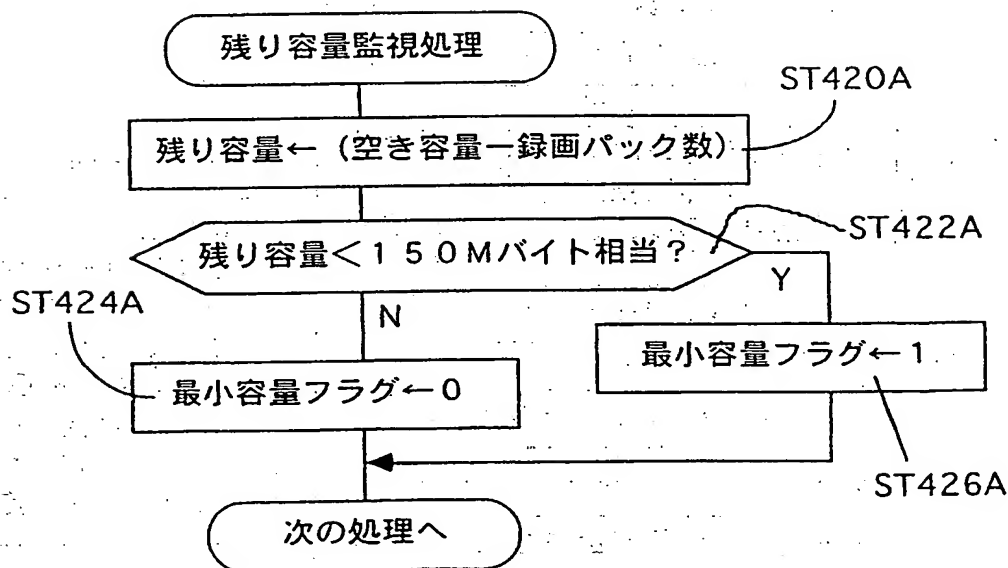 残り容量監視処理
ST420A
残り容量←(空き容量ー録画パック数)
残り容量<150Mバイト相当?
ST422A
Y
ST424A
N
最小容量フラグ←1
最小容量フラグ←0
ST426A
次の処理へ